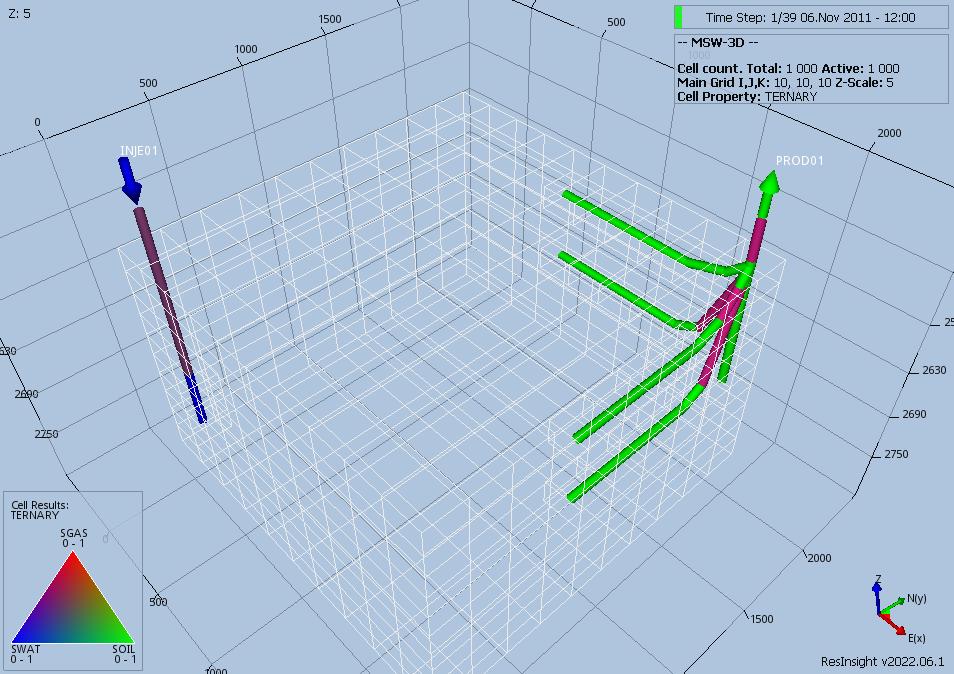 Z: 5
1500
500
Time Step: 1/39 06.Nov 2011 - 12:00
1000
-- MSW-3D --
1000
500
Cell count. Total: 1 000 Active: 1 000
Main Grid I,J,K: 10, 10, 10 Z-Scale: 5
Cell Property: TERNARY
0
2000
INJE01
PROD01
25
2630
630
2690
2690
2250
2750
Cell Results:
TERNARY
SGAS
0 - 1
0
SWAT
0 - 1
SOIL
0 - 1
500
1000
2000
1500
Z
N(y)
E(x)
ResInsight v2022.06.1